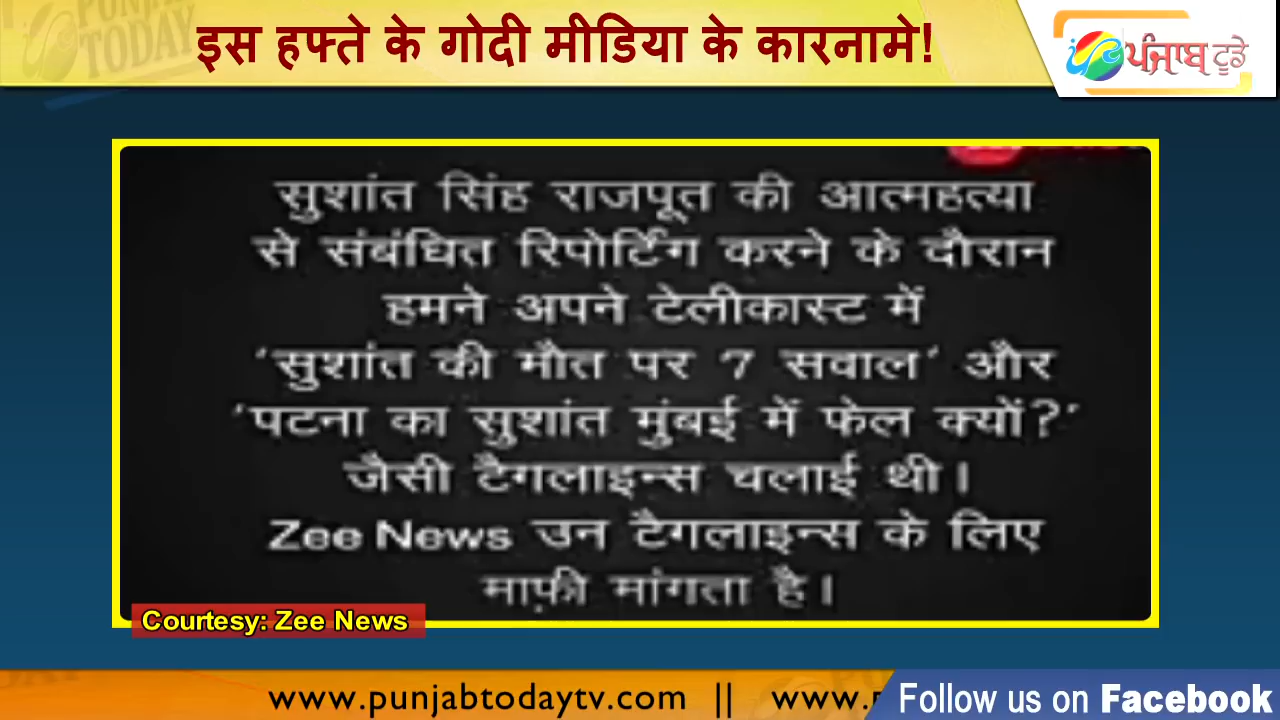 इस हफ्ते के गोदी मीडिया के कारनामे!
ਪੰਜਾਬ ਟੂਡੇ
सुशांत सिंह राजपूत की आत्महत्या
से संबंधित रिपोर्टिंग करने के दौरान
हमने अपने टेलीकास्ट में
‘सुशांत की मौत पर 7 सवाल‘ और
‘पटना का सुशांत मुंबई में फेल क्यों?‘
जैसी टैगलाइन्स चलाई थी।
Zee News उन टैगलाइन्स के लिए
माफ़ी मांगता है।
Courtesy: Zee News
www.punjabtodaytv.com || www.
Follow us on Facebook